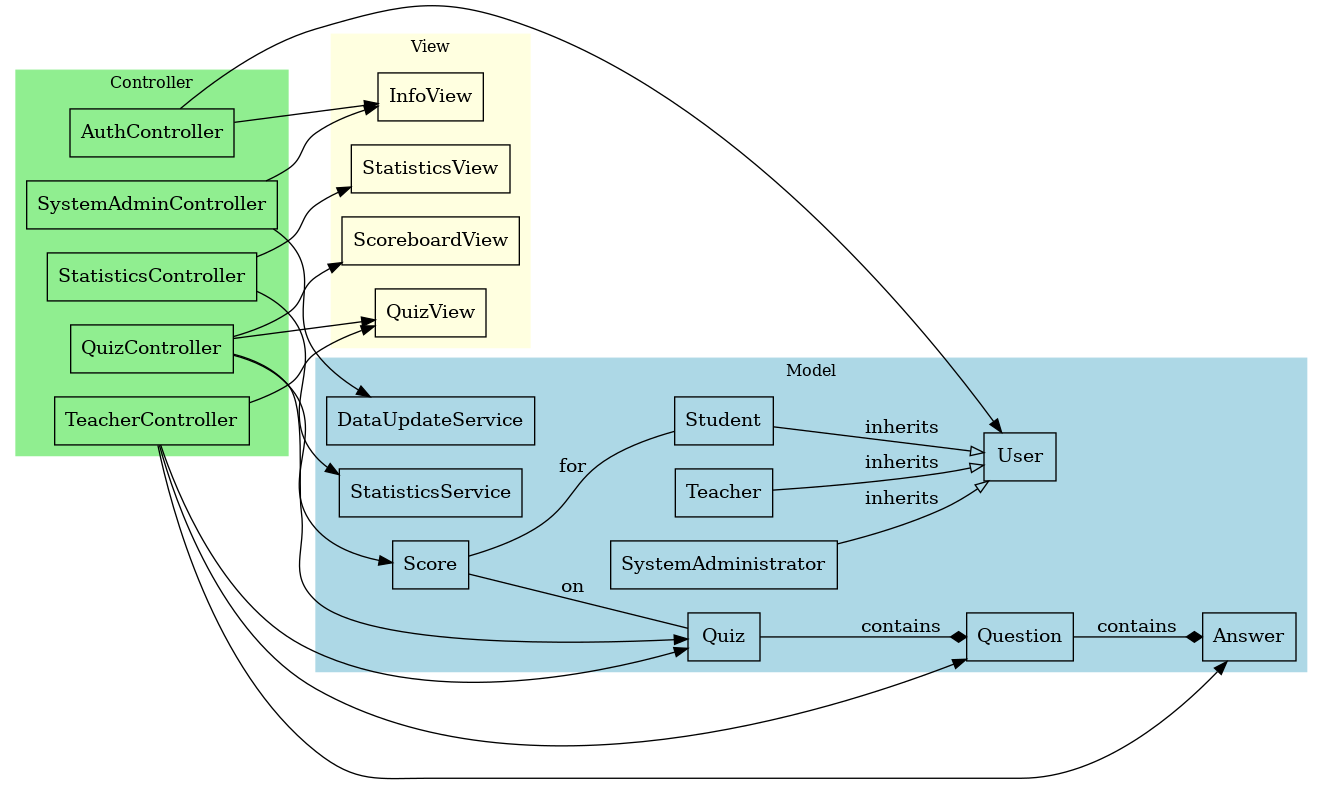 Controller
AuthController
SystemAdminController
StatisticsController
QuizController
TeacherController
View
InfoView
StatisticsView
ScoreboardView
QuizView
Model
DataUpdateService
StatisticsService
Score
for
on
Student
Teacher
SystemAdministrator
Quiz
inherits
inherits
inherits
contains
User
Question
contains
Answer